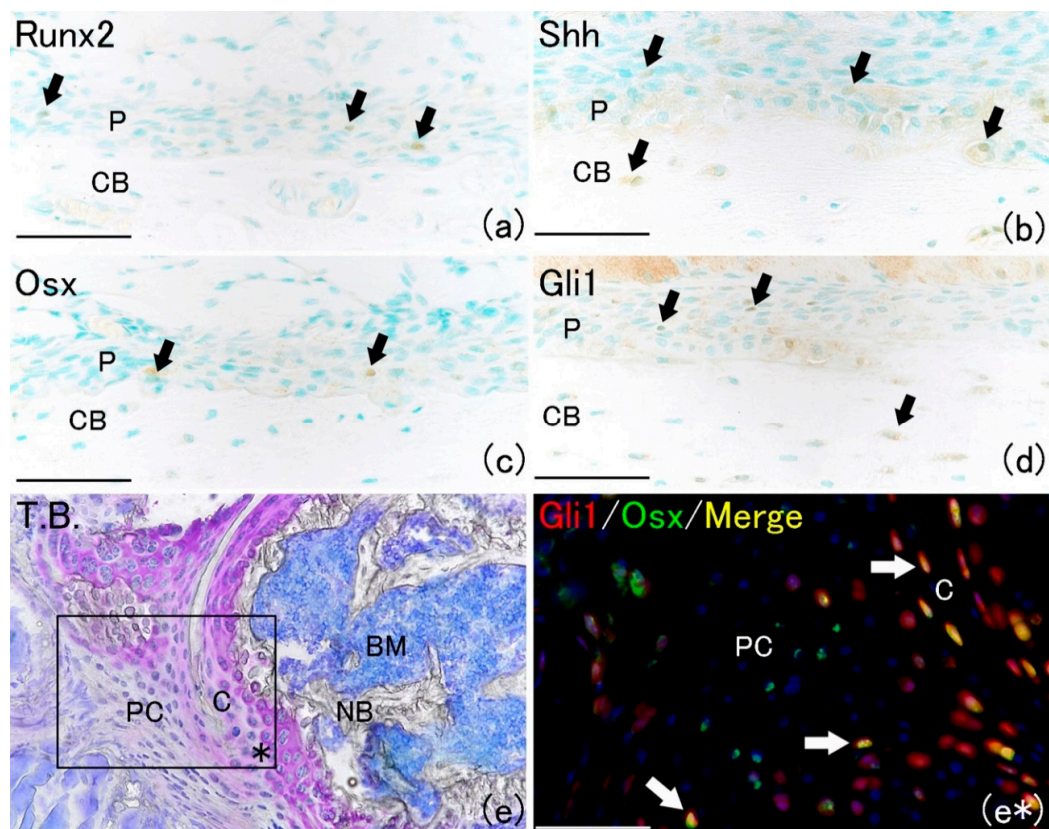 Runx2
P
CB
(a)
Shh
P
CB
(b)
Osx
P
CB
(c)
Gli1
P
CB
(d)
T.B.
BM
C
PC
NB
*
(e)
Gli1/Osx/Merge
C
PC
(e*)